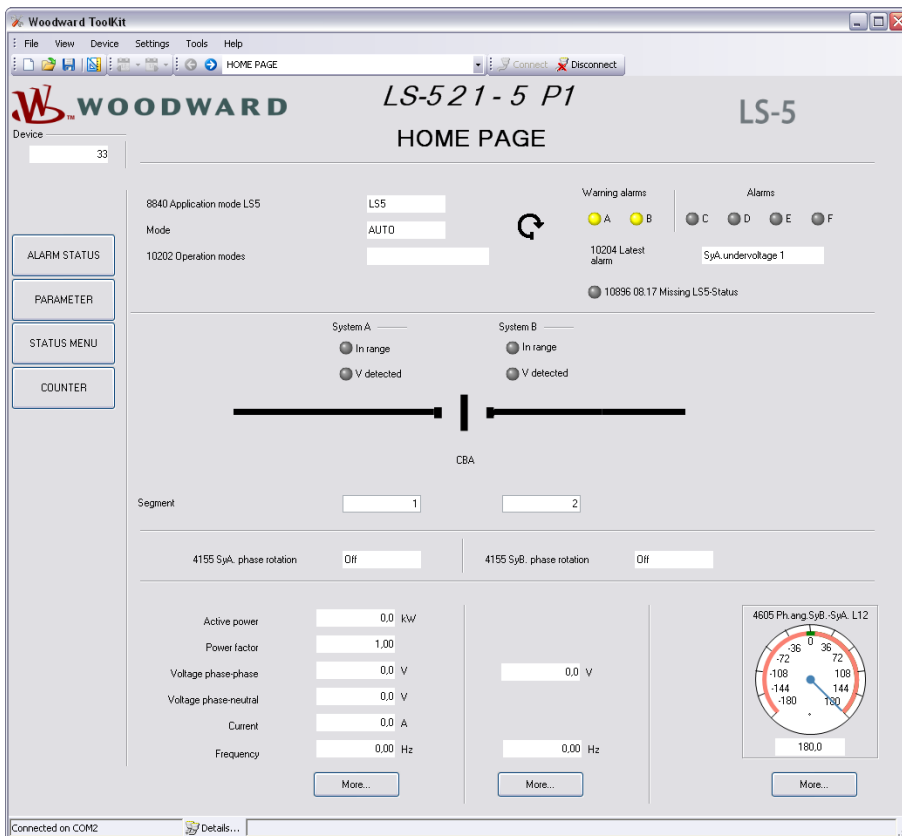 Woodward ToolKit
File View Device Settings Tools Help
HOME PAGE Connect Disconnect
WOODWARD LS-521-5 P1 LS-5
HOME PAGE
Device
33
Warning alarms Alarms
8840 Application mode LS5 LS5
A B C D E F
Mode AUTO
10202 Operation modes
10204 Latest alarm SyA.undervoltage 1
10896 08.17 Missing LS5-Status
ALARM STATUS
PARAMETER
STATUS MENU
COUNTER
System A System B
In range In range
V detected V detected
CBA
Segment 1 2
4155 SyA. phase rotation Off 4155 SyB. phase rotation Off
Active power 0,0 kW
Power factor 1,00
Voltage phase-phase 0,0 V 0,0 V
Voltage phase-neutral 0,0 V
Current 0,0 A
Frequency 0,00 Hz 0,00 Hz
More... More...
4605 Ph.ang.SyB.-SyA. L12
-36 0 36
-72 72
-108 108
-144 144
-180 180
°
180,0
More...
Connected on COM2 Details...